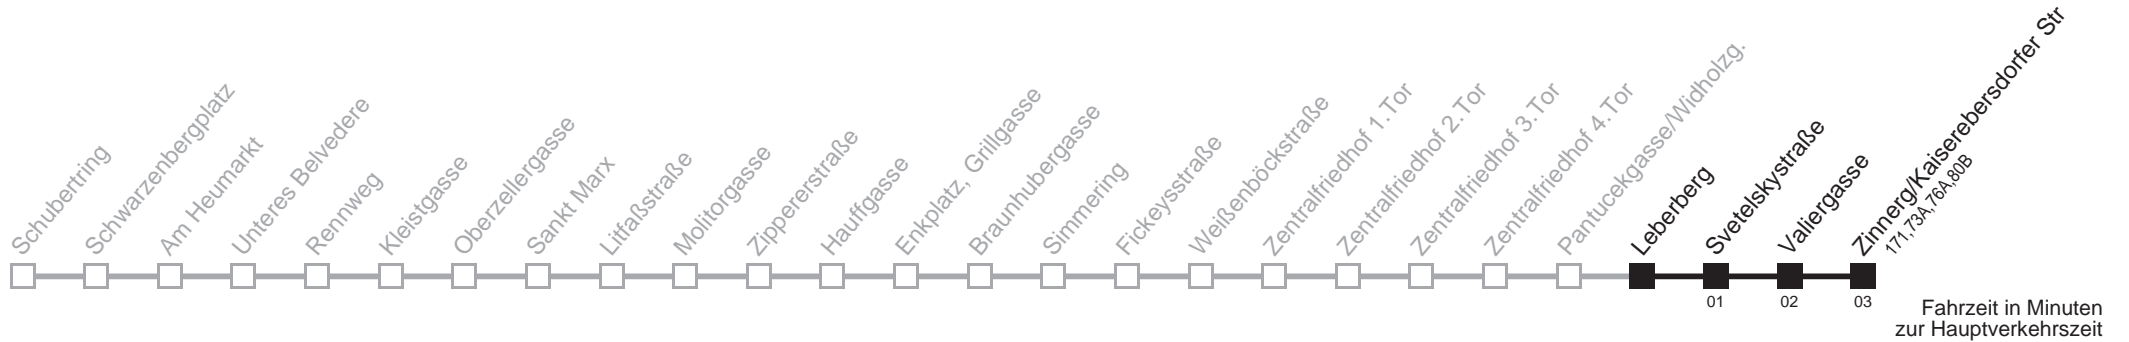 Schubertring
Schwarzenbergplatz
Am Heumarkt
Unteres Belvedere
Rennweg
Kleistgasse
Oberzellergasse
Sankt Marx
Litfaßstraße
Molitorgasse
Zippererstraße
Hauffgasse
Enkplatz, Grillgasse
Braunhubergasse
Simmering
Fickeysstraße
Weißenböckstraße
Zentralfriedhof 1.Tor
Zentralfriedhof 2.Tor
Zentralfriedhof 3.Tor
Zentralfriedhof 4.Tor
Pantucekgasse/Widholzg.
Leberberg
Svetelskystraße
Valiergasse
Zinnerg/Kaiserebersdorfer Str
171,73A,76A,80B
01
02
03
Fahrzeit in Minuten
zur Hauptverkehrszeit